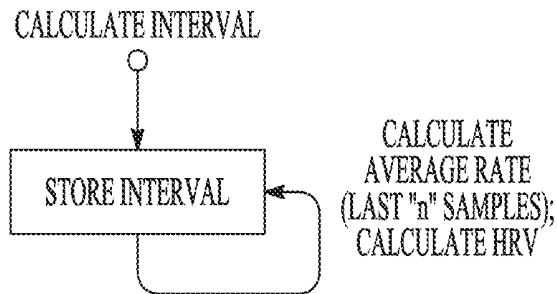 CALCULATE INTERVAL
STORE INTERVAL
CALCULATE
AVERAGE RATE
(LAST "n" SAMPLES);
CALCULATE HRV